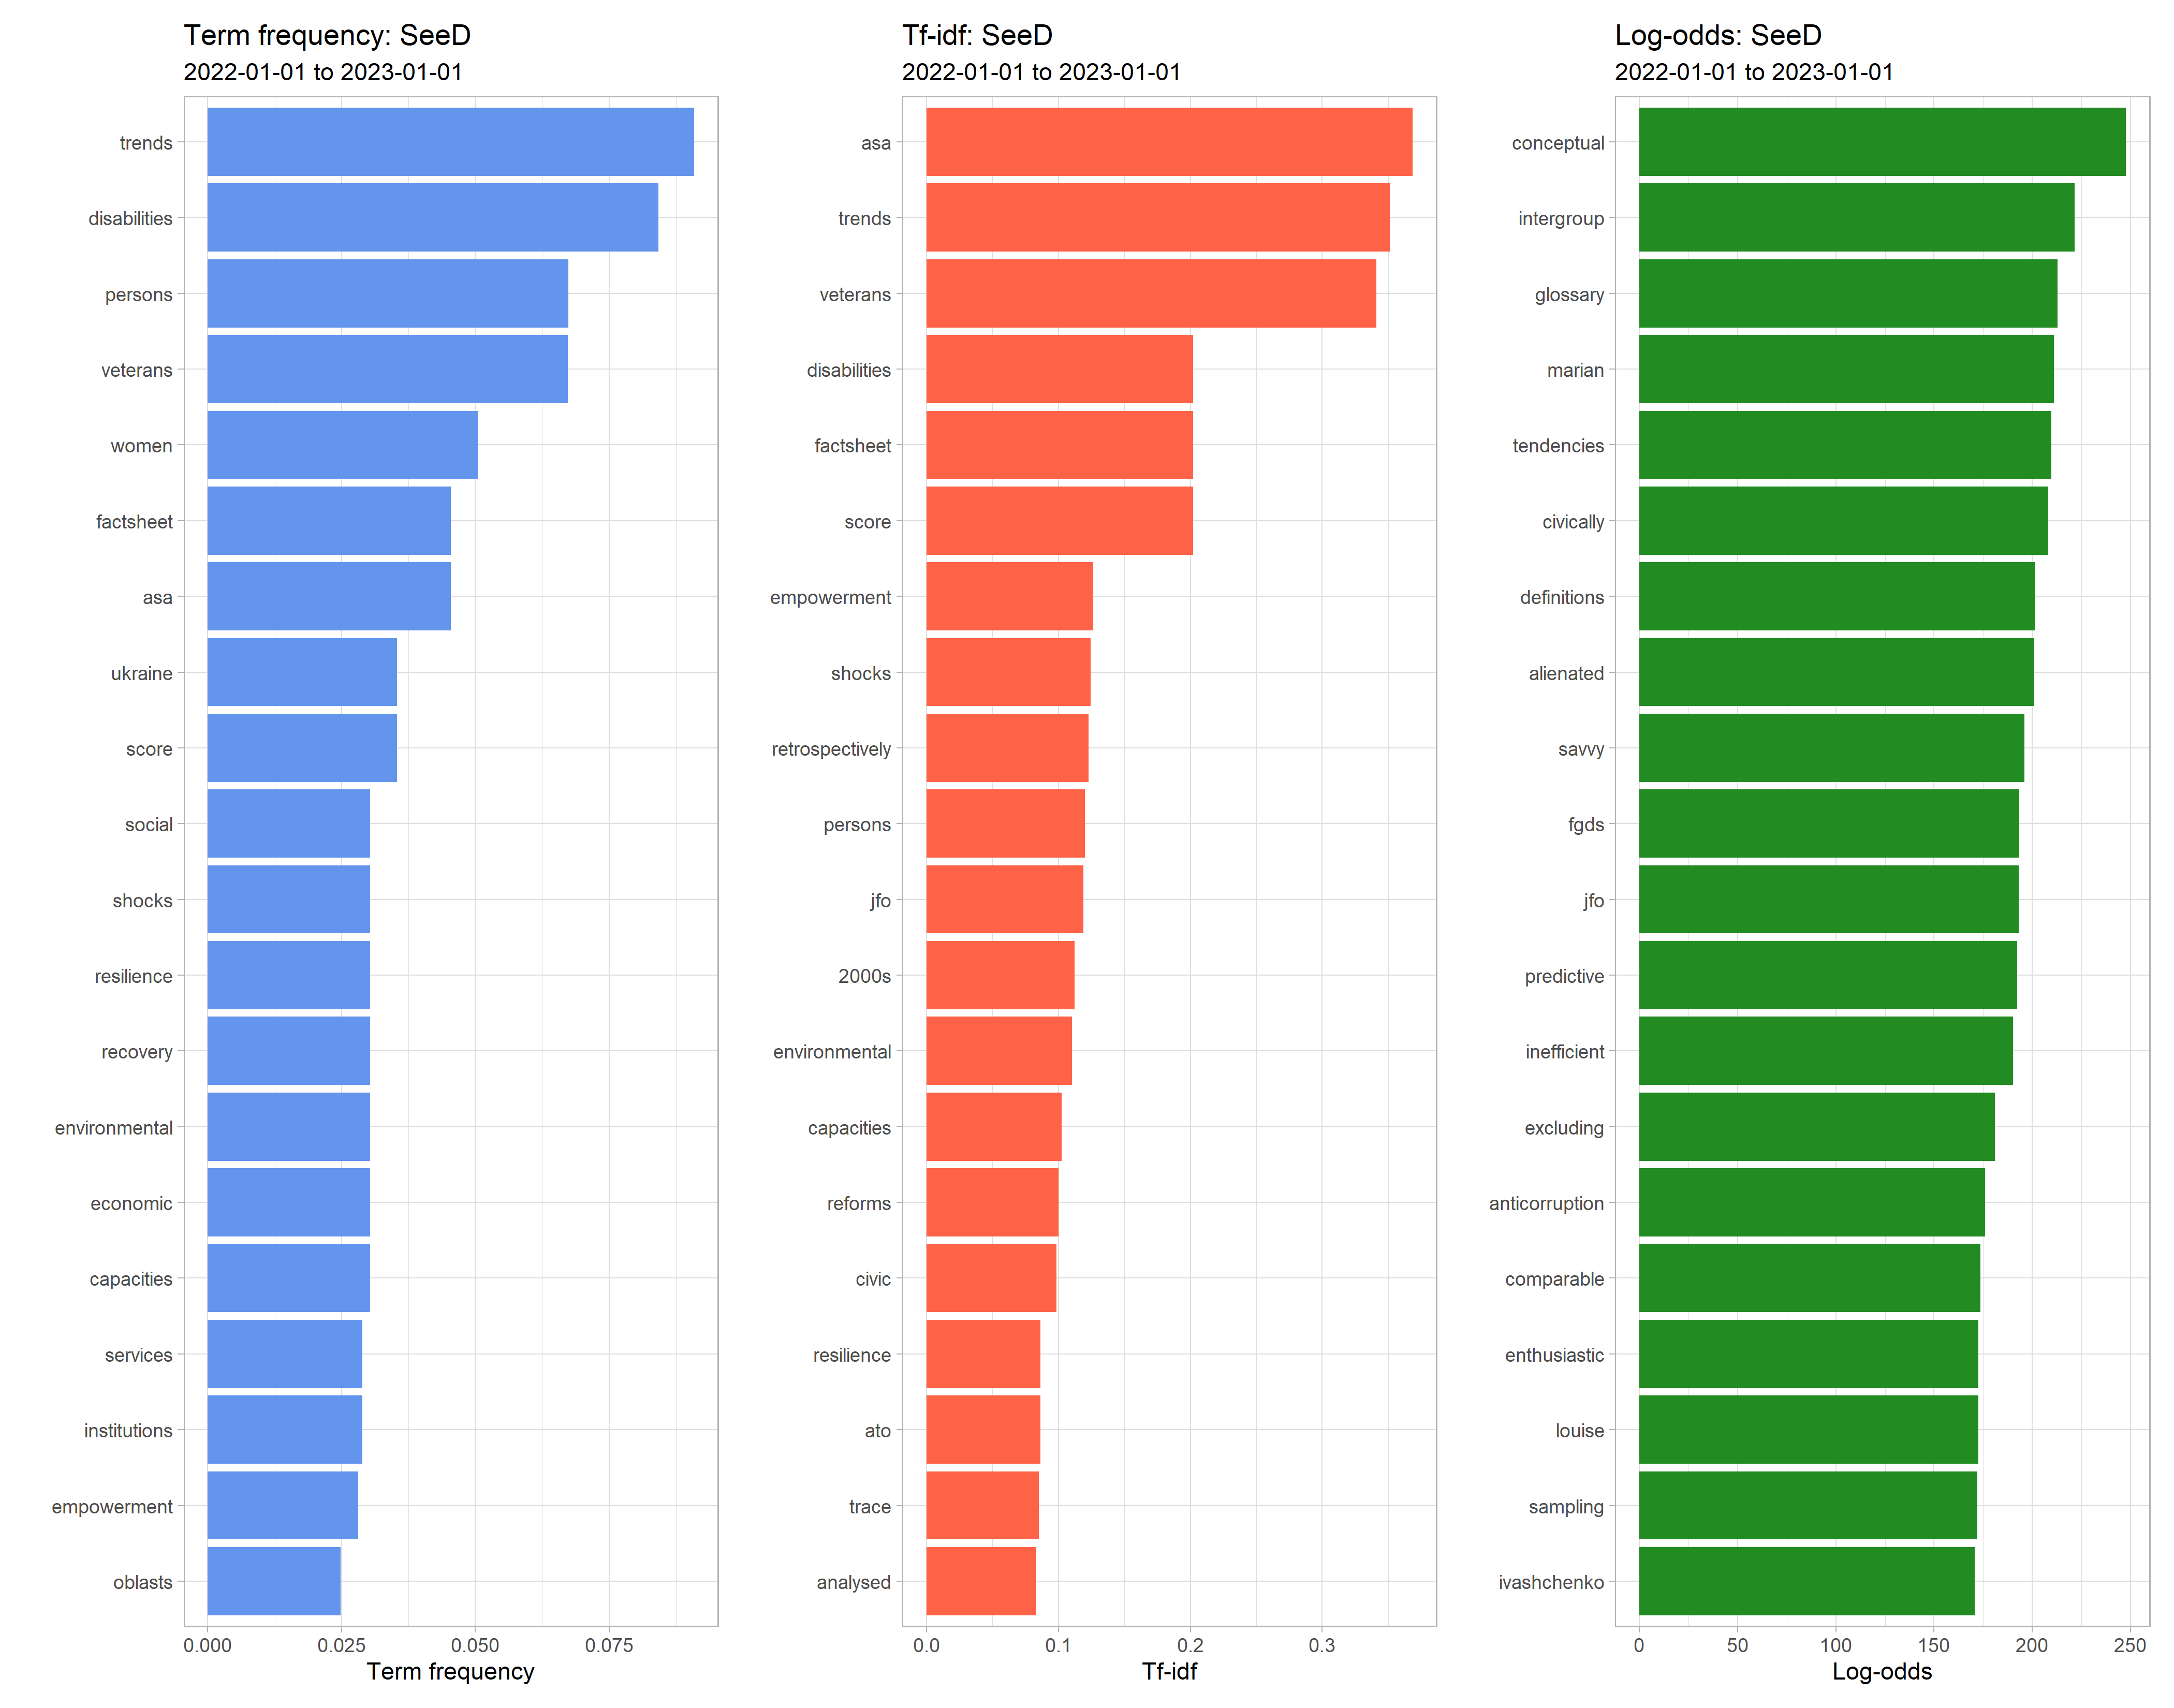 Term frequency: SeeD
2022-01-01 to 2023-01-01
trends
disabilities
persons
veterans
women
factsheet
asa
ukraine
score
social
shocks
resilience
recovery
environmental
economic
capacities
services
institutions
empowerment
oblasts
0.000 0.025 0.050 0.075
Term frequency
Tf-idf: SeeD
2022-01-01 to 2023-01-01
asa
trends
veterans
disabilities
factsheet
score
empowerment
shocks
retrospectively
persons
jfo
2000s
environmental
capacities
reforms
civic
resilience
ato
trace
analysed
0.0 0.1 0.2 0.3
Tf-idf
Log-odds: SeeD
2022-01-01 to 2023-01-01
conceptual
intergroup
glossary
marian
tendencies
civically
definitions
alienated
savvy
fgds
jfo
predictive
inefficient
excluding
anticorruption
comparable
enthusiastic
louise
sampling
ivashchenko
0 50 100 150 200 250
Log-odds